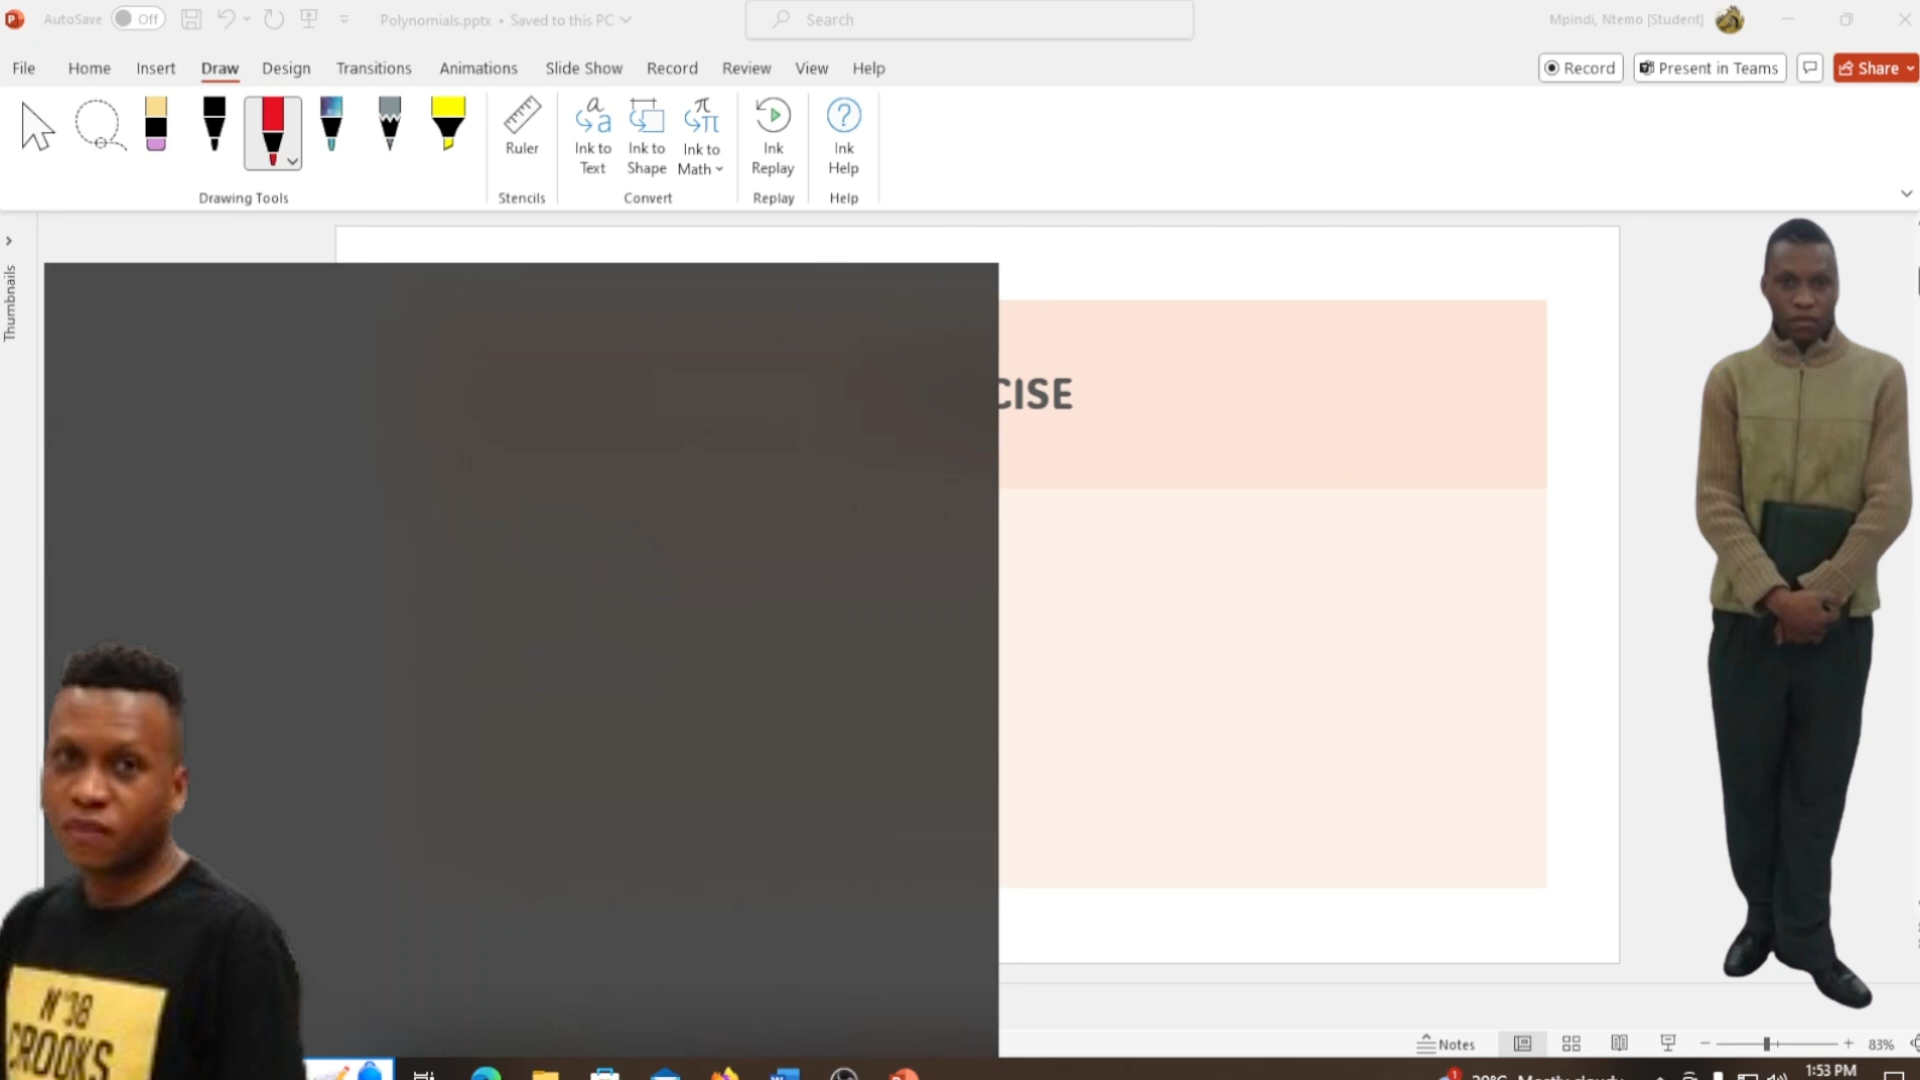 AutoSave Off Polynomials.pptx • Saved to this PC Search Mpindi, Ntemo [Student]
File Home Insert Draw Design Transitions Animations Slide Show Record Review View Help Record Present in Teams Share
Ruler
Ink to Text
Ink to Shape
Ink to Math
Ink Replay
Ink Help
Drawing Tools Stencils Convert Replay Help
Thumbnails
CISE
N°38
CROOKS
Notes 83%
1:53 PM